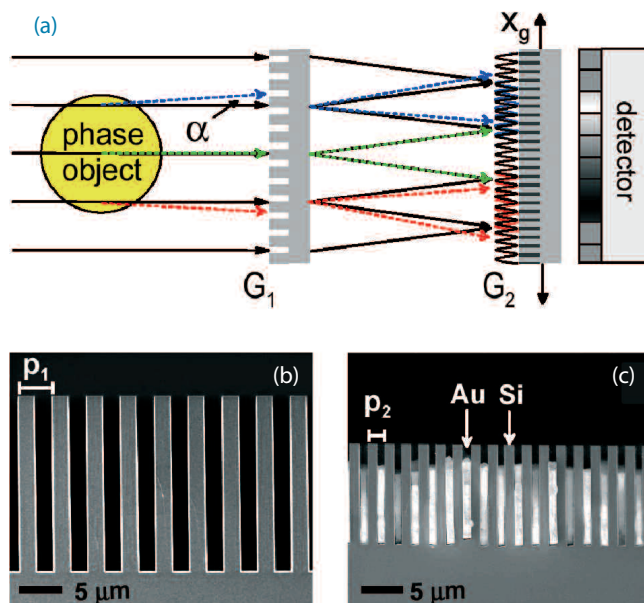 (a)
Xg
α
phase
object
detector
G1
G2
(b)
p1
5 μm
(c)
Au Si
p2
5 μm